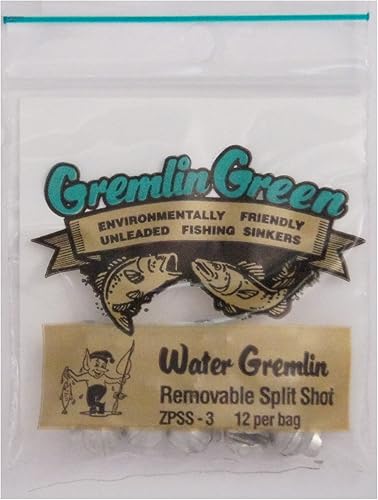 Gremlin Green
ENVIRONMENTALLY FRIENDLY
UNLEADED FISHING SINKERS
Water Gremlin
Removable Split Shot
ZPSS - 3 12 per bag